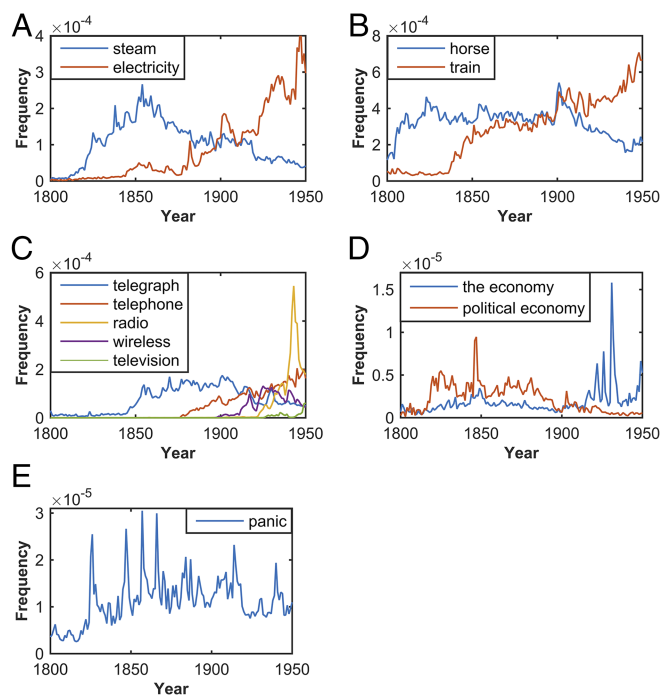 A
×10⁻⁴
steam
electricity
Frequency
4
3
2
1
0
1800
1850
1900
1950
Year
B
×10⁻⁴
horse
train
Frequency
8
6
4
2
0
1800
1850
1900
1950
Year
C
×10⁻⁴
telegraph
telephone
radio
wireless
television
Frequency
6
4
2
0
1800
1850
1900
1950
Year
D
×10⁻⁵
the economy
political economy
Frequency
1.5
1
0.5
0
1800
1850
1900
1950
Year
E
×10⁻⁵
panic
Frequency
3
2
1
0
1800
1850
1900
1950
Year